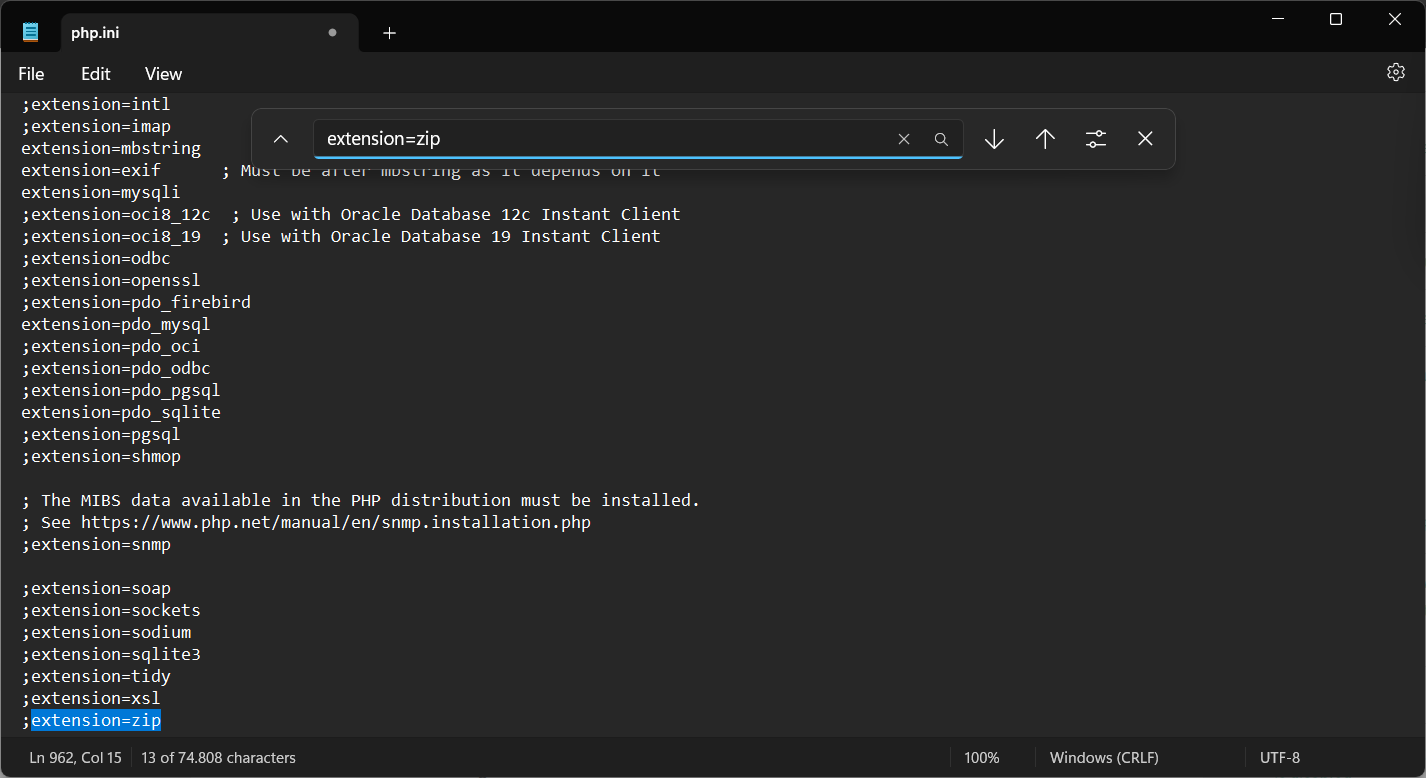 php.ini
File Edit View
;extension=intl
;extension=imap
extension=zip
extension=mbstring
extension=exif ; Must be after mbstring as it depends on it
extension=mysqli
;extension=oci8_12c ; Use with Oracle Database 12c Instant Client
;extension=oci8_19 ; Use with Oracle Database 19 Instant Client
;extension=odbc
;extension=openssl
;extension=pdo_firebird
extension=pdo_mysql
;extension=pdo_oci
;extension=pdo_odbc
;extension=pdo_pgsql
extension=pdo_sqlite
;extension=pgsql
;extension=shmop
; The MIBS data available in the PHP distribution must be installed.
; See https://www.php.net/manual/en/snmp.installation.php
;extension=snmp
;extension=soap
;extension=sockets
;extension=sodium
;extension=sqlite3
;extension=tidy
;extension=xsl
;extension=zip
Ln 962, Col 15 13 of 74.808 characters 100% Windows (CRLF) UTF-8